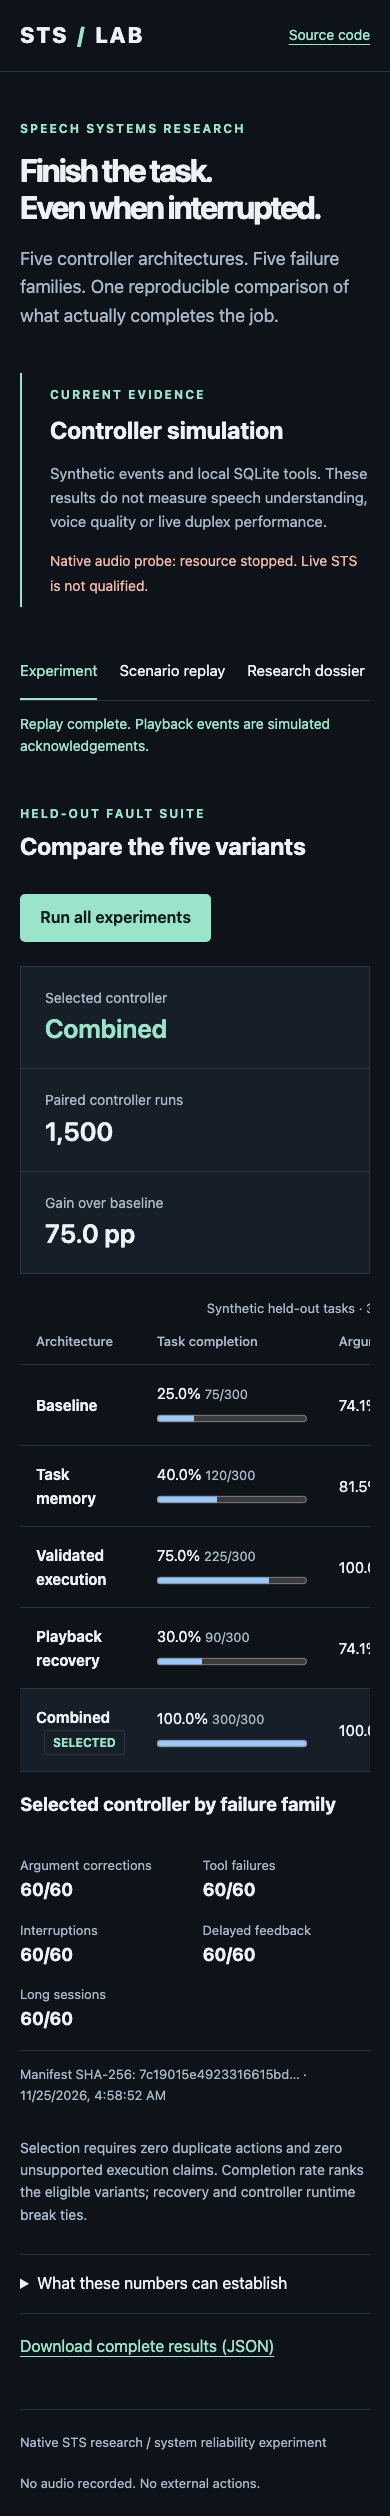 STS / LAB
Source code
SPEECH SYSTEMS RESEARCH
Finish the task.
Even when interrupted.
Five controller architectures. Five failure
families. One reproducible comparison of
what actually completes the job.
CURRENT EVIDENCE
Controller simulation
Synthetic events and local SQLite tools. These
results do not measure speech understanding,
voice quality or live duplex performance.
Native audio probe: resource stopped. Live STS
is not qualified.
Experiment Scenario replay Research dossier
Replay complete. Playback events are simulated
acknowledgements.
HELD-OUT FAULT SUITE
Compare the five variants
Run all experiments
Selected controller
Combined
Paired controller runs
1,500
Gain over baseline
75.0 pp
Synthetic held-out tasks ·
Architecture Task completion
Baseline 25.0% 75/300 74.1%
Task
memory
40.0% 120/300 81.5%
Validated
execution
75.0% 225/300 100.0
Playback
recovery
30.0% 90/300 74.1%
Combined
SELECTED
100.0% 300/300 100.0
Selected controller by failure family
Argument corrections Tool failures
60/60 60/60
Interruptions Delayed feedback
60/60 60/60
Long sessions
60/60
Manifest SHA-256: 7c19015e4923316615bd… ·
11/25/2026, 4:58:52 AM
Selection requires zero duplicate actions and zero
unsupported execution claims. Completion rate ranks
the eligible variants; recovery and controller runtime
break ties.
What these numbers can establish
Download complete results (JSON)
Native STS research / system reliability experiment
No audio recorded. No external actions.